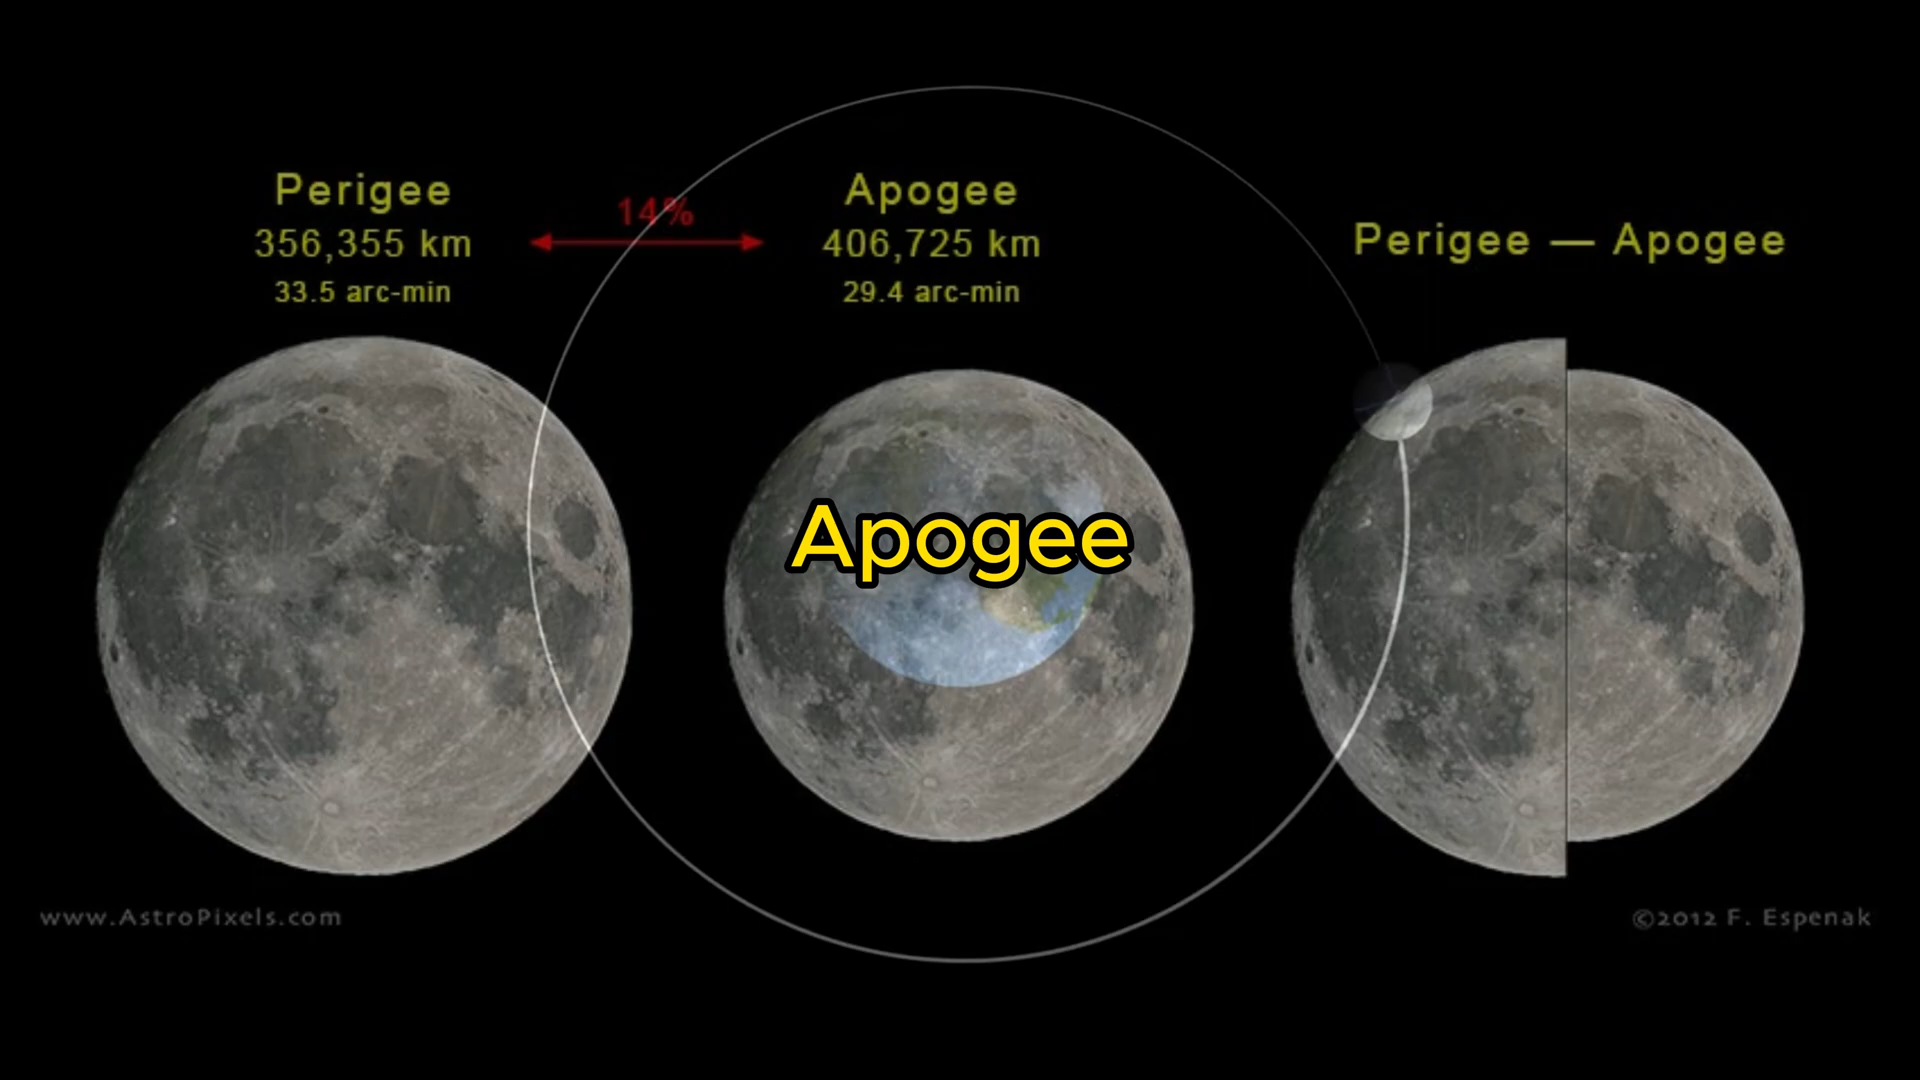 Perigee
356,355 km
33.5 arc-min
14%
Apogee
406,725 km
29.4 arc-min
Perigee — Apogee
Apogee
www.AstroPixels.com
©2012 F. Espenak